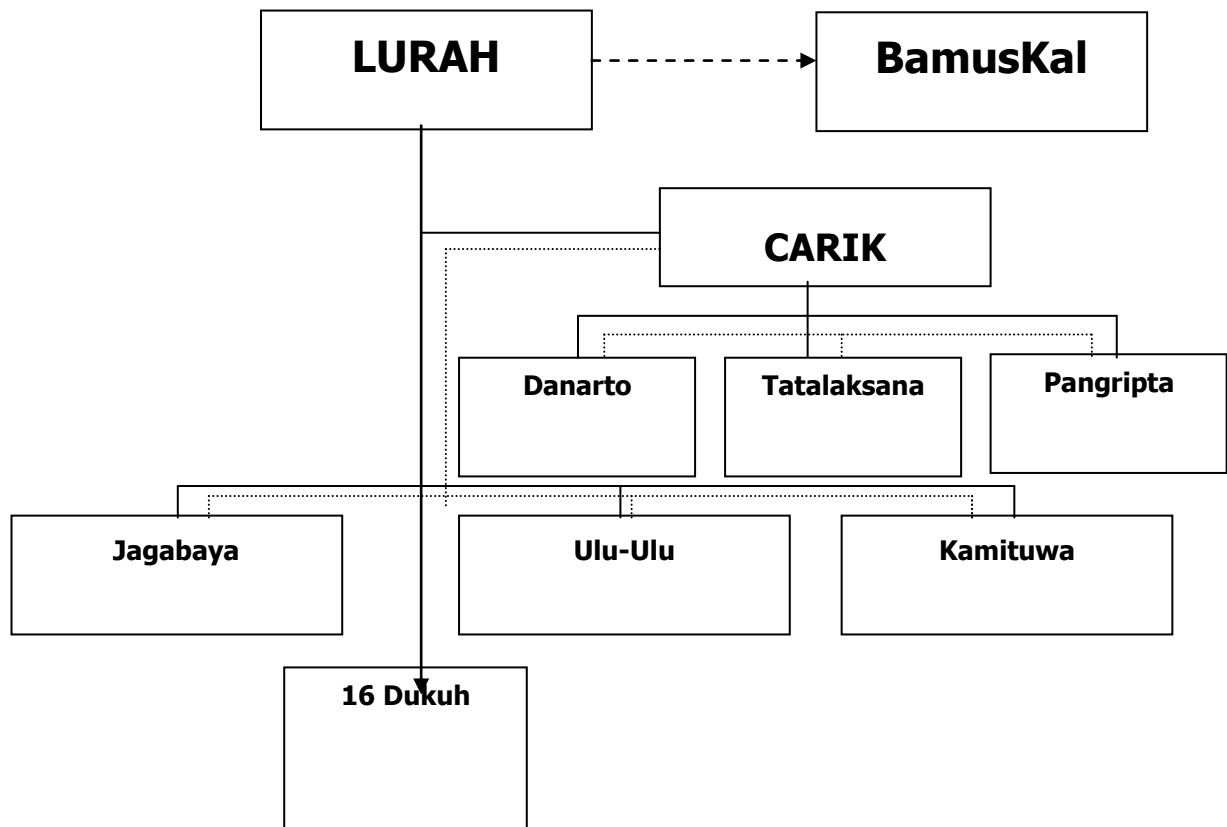 LURAH
BamusKal
CARIK
Danarto
Tatalaksana
Pangripta
Jagabaya
Ulu-Ulu
Kamituwa
16 Dukuh